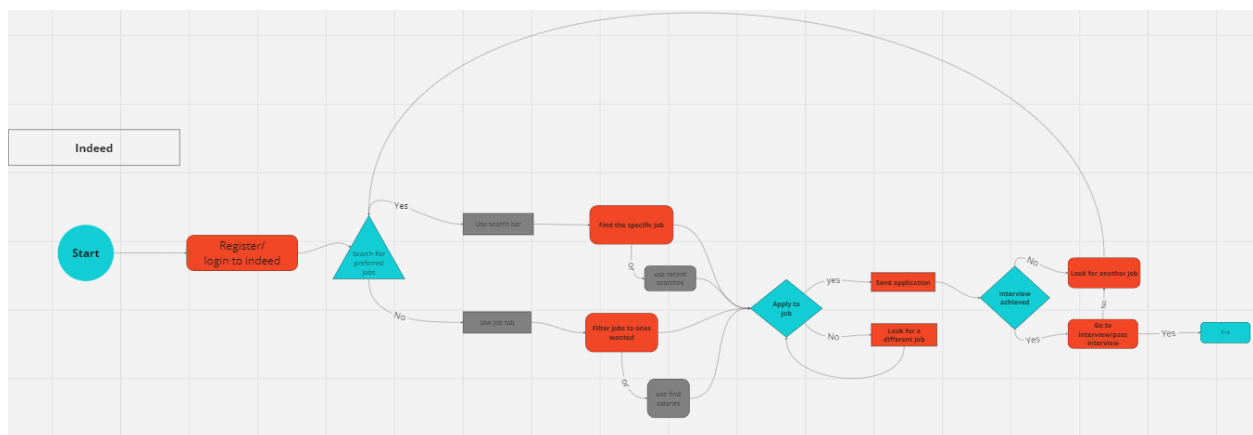 Indeed
Start
Register/
login to indeed
Search For
preferred
jobs
Yes
No
Use search bar
Use job tab
Find the specific job
or
use recent
searches
Filter jobs to ones
wanted
or
use find
salaries
Apply to
job
yes
No
Send application
Look for a
different job
Interview
achieved
No
Yes
Look for another job
No
Go to
interview/pass
interview
Yes
End